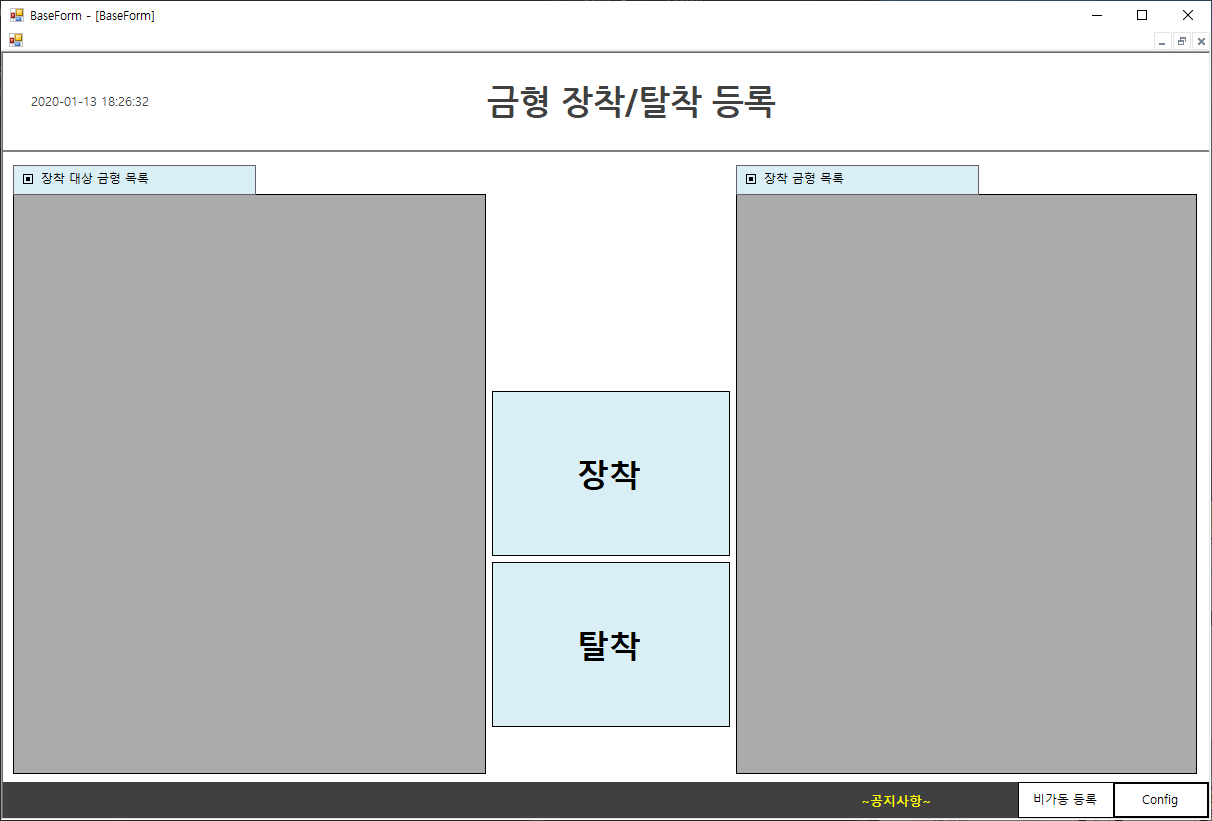 BaseForm - [BaseForm]
2020-01-13 18:26:32
금형 장착/탈착 등록
장착 대상 금형 목록
장착 금형 목록
장착
탈착
~공지사항~
비가동 등록
Config